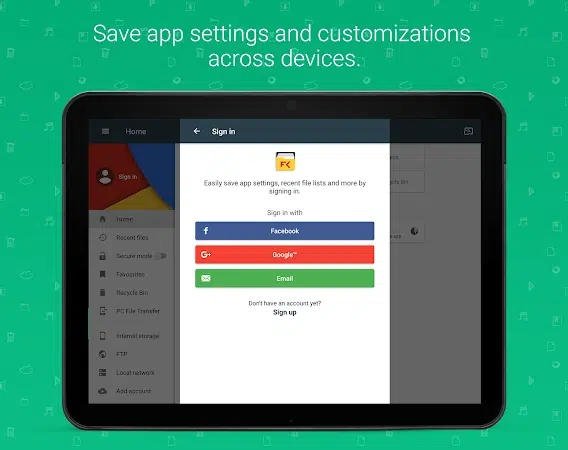 Save app settings and customizations
across devices.
Home
Sign in
Sign in
FK
Easily save app settings, recent file lists and more by
signing in.
Sign in with
Facebook
Google™
Email
Don't have an account yet?
Sign up
Home
Recent files
Secure mode
Favourites
Recycle Bin
PC File Transfer
Internal storage
FTP
Local network
Add account
Bin